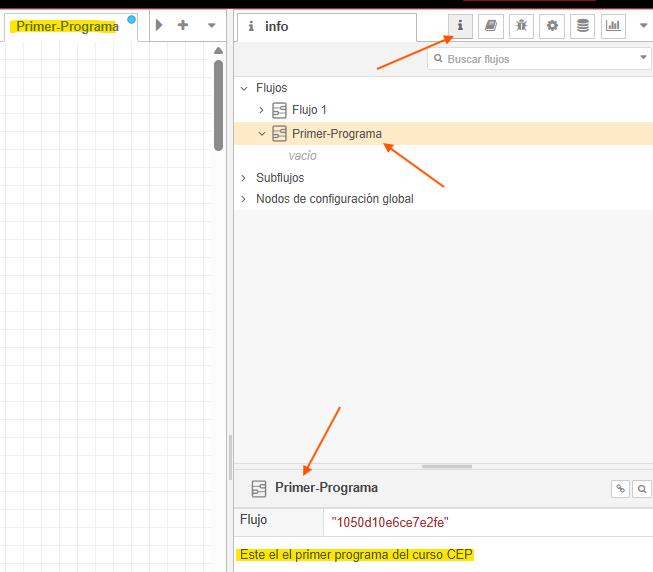 Primer-Programa
info
Buscar flujos
Flujos
Flujo 1
Primer-Programa
vacío
Subflujos
Nodos de configuración global
Primer-Programa
Flujo "1050d10e6ce7e2fe"
Este el el primer programa del curso CEP